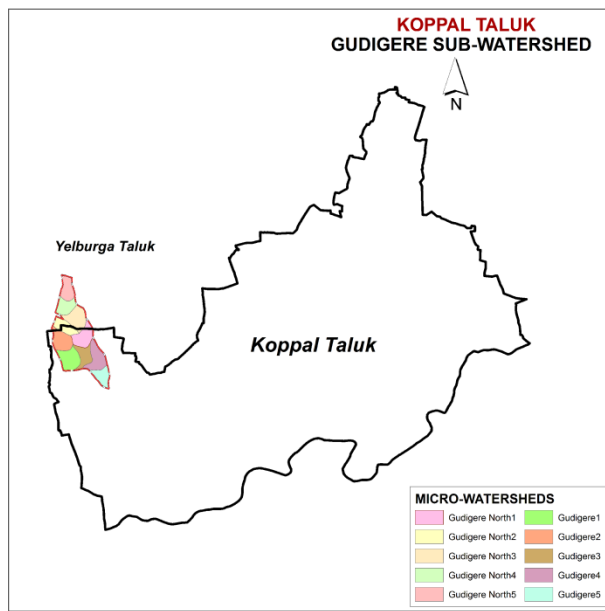 KOPPAL TALUK
GUDIGERE SUB-WATERSHED
N
Yelburga Taluk
Koppal Taluk
MICRO-WATERSHEDS
Gudigere North1
Gudigere1
Gudigere North2
Gudigere2
Gudigere North3
Gudigere3
Gudigere North4
Gudigere4
Gudigere North5
Gudigere5